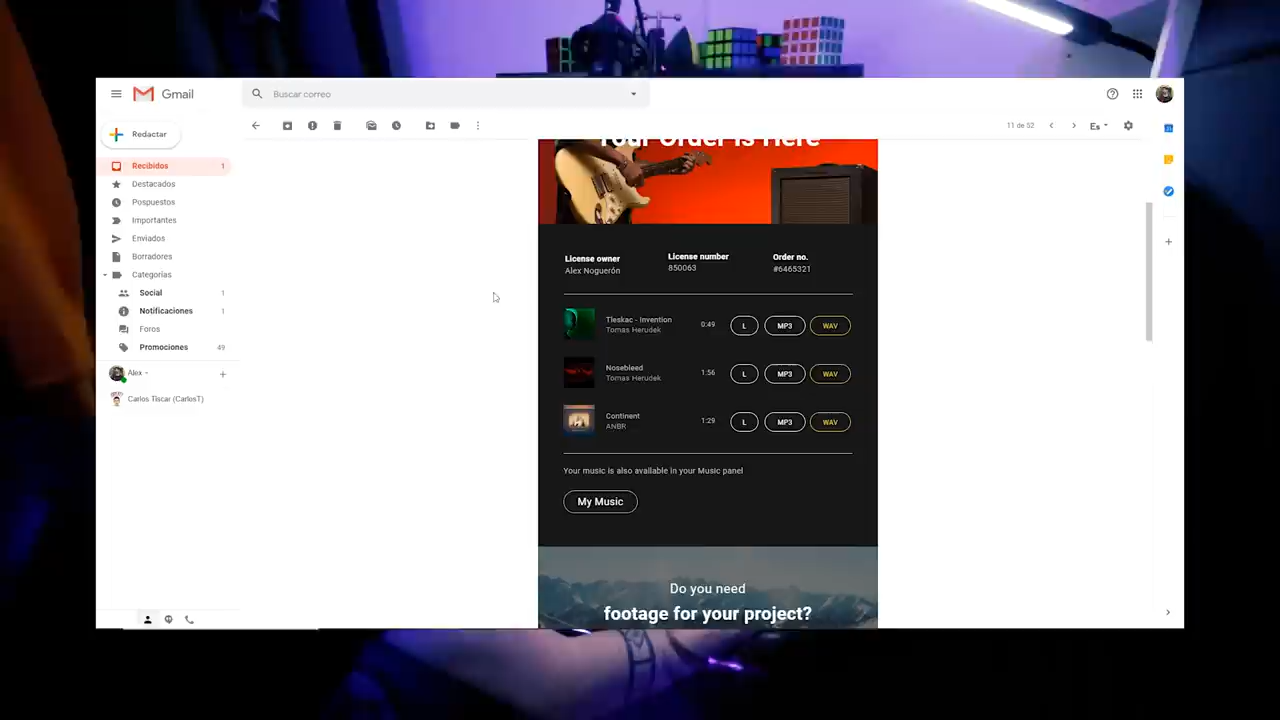 Gmail
Buscar correo
Redactar
11 de 52
Es
Recibidos 1
Destacados
Pospuestos
Importantes
Enviados
Borradores
Categorías
Social 1
Notificaciones 1
Foros
Promociones 49
Alex
Carlos Tiscar (CarlosT)
Your Order is Here
License owner
Alex Noguerón
License number
850063
Order no.
#6465321
Tleskac - Invention
Tomas Herudek
0:49 L MP3 WAV
Nosebleed
Tomas Herudek
1:56 L MP3 WAV
Continent
ANBR
1:29 L MP3 WAV
Your music is also available in your Music panel
My Music
Do you need
footage for your project?